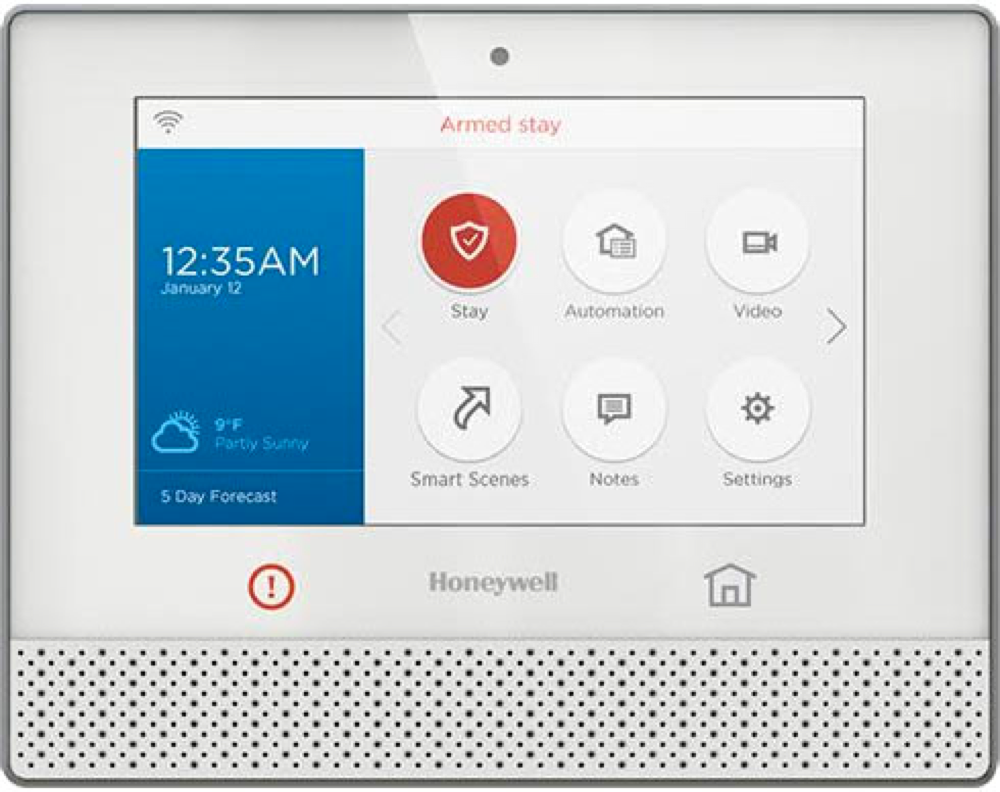 Armed stay
12:35AM
January 12
9°F
Partly Sunny
5 Day Forecast
Stay
Automation
Video
Smart Scenes
Notes
Settings
Honeywell